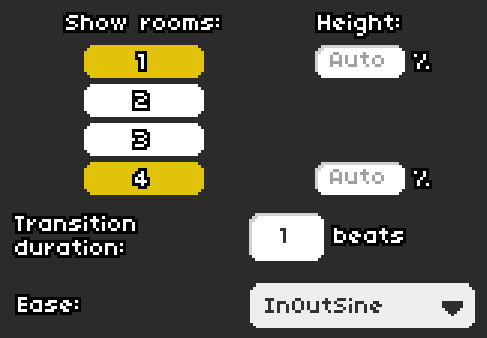 Show rooms: Height:
1 Auto %
2
3
4 Auto %
Transition
duration: 1 beats
Ease: InOutSine